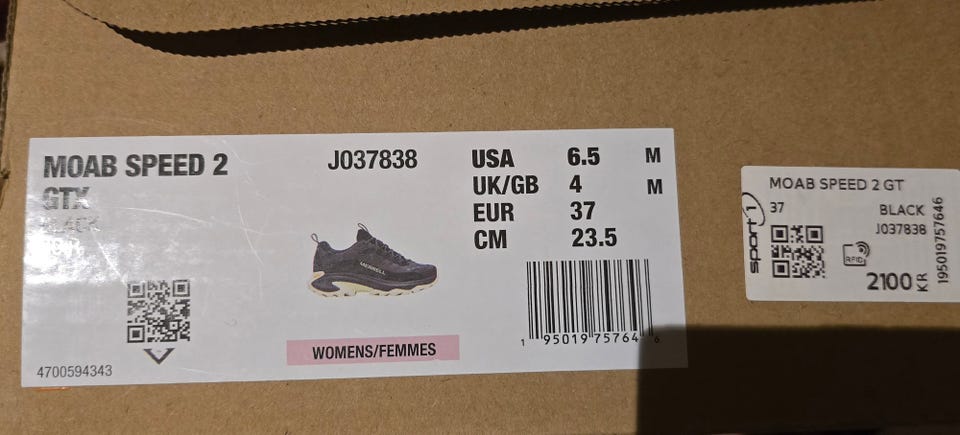 MOAB SPEED 2
GTX
BLACK
J037838
USA 6.5 M
UK/GB 4 M
EUR 37
CM 23.5
MERRELL
WOMENS/FEMMES
4700594343
1 95019 75764 6
sport 1
MOAB SPEED 2 GT
37
BLACK
J037838
RFID
2100 KR
195019757646